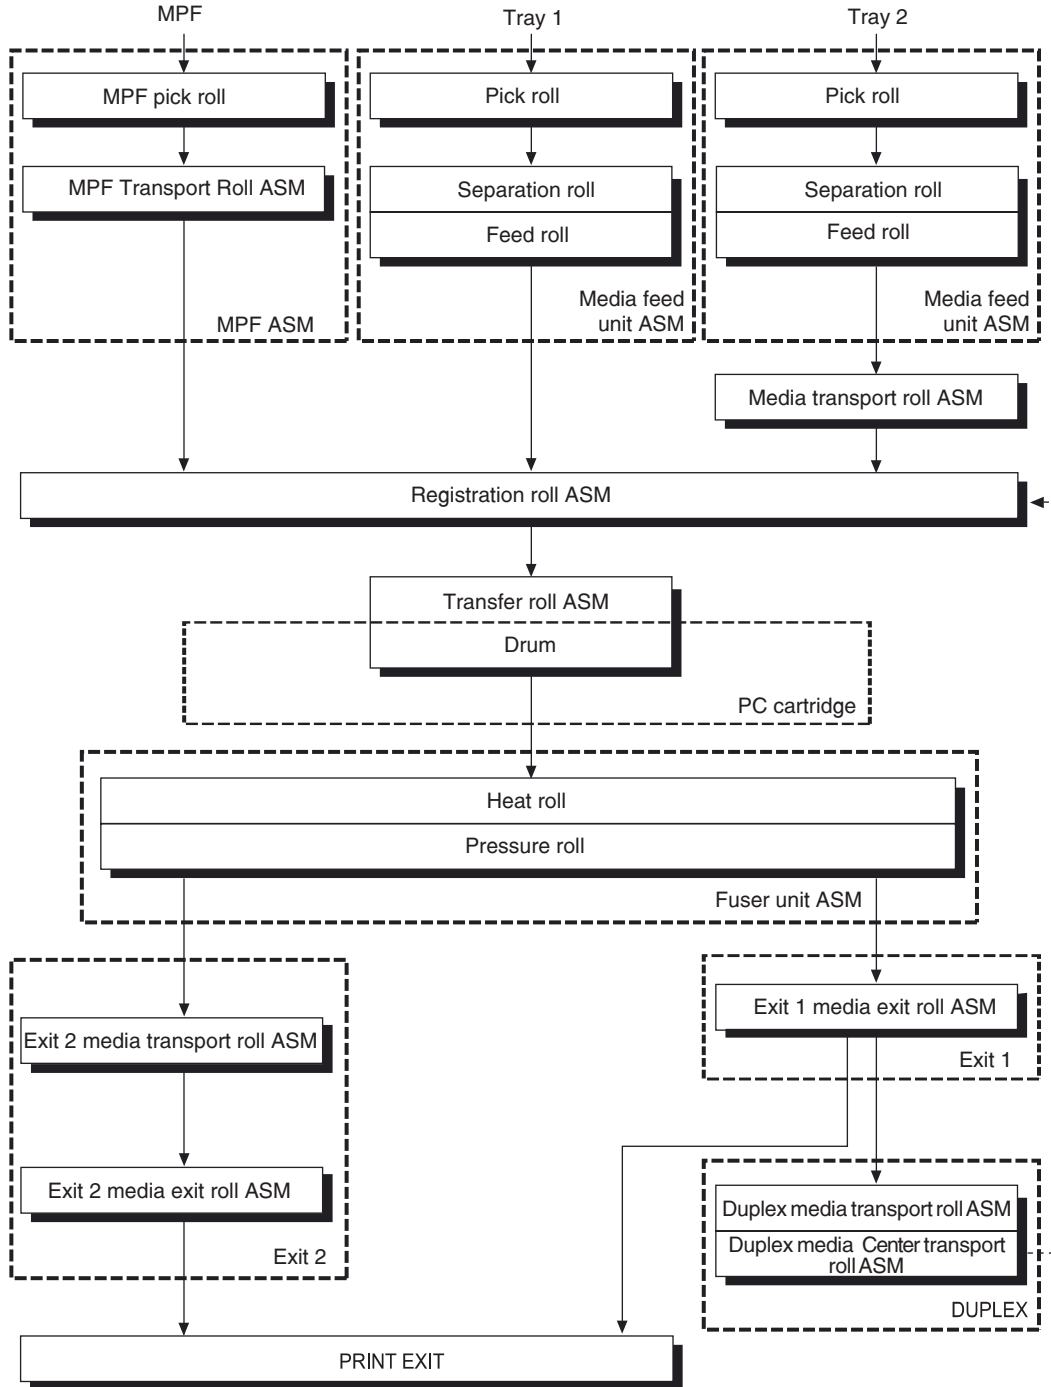 MPF
Tray 1
Tray 2
MPF pick roll
Pick roll
Pick roll
MPF Transport Roll ASM
Separation roll
Separation roll
Feed roll
Feed roll
MPF ASM
Media feed
unit ASM
Media feed
unit ASM
Media transport roll ASM
Registration roll ASM
Transfer roll ASM
Drum
PC cartridge
Heat roll
Pressure roll
Fuser unit ASM
Exit 2 media transport roll ASM
Exit 1 media exit roll ASM
Exit 1
Exit 2 media exit roll ASM
Exit 2
Duplex media transport roll ASM
Duplex media Center transport
roll ASM
DUPLEX
PRINT EXIT